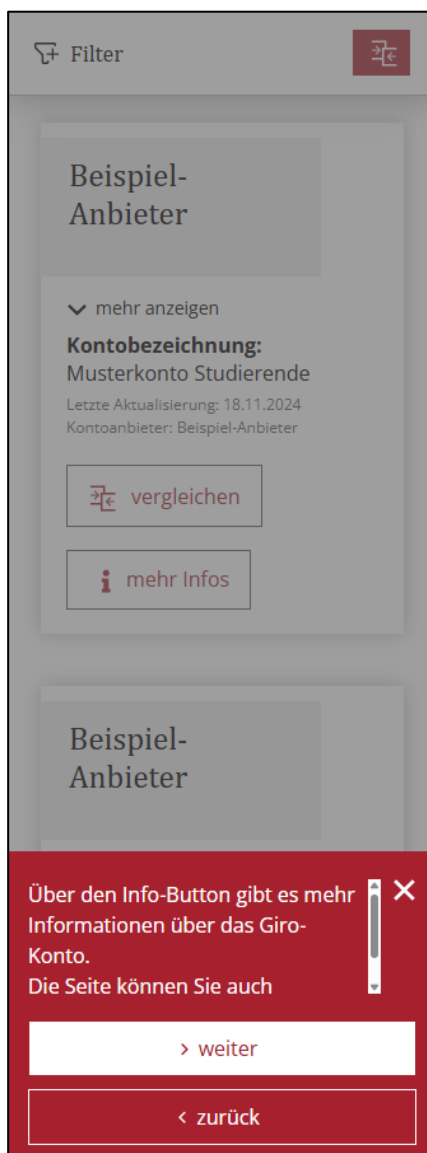 Filter
Beispiel-
Anbieter
mehr anzeigen
Kontobezeichnung:
Musterkonto Studierende
Letzte Aktualisierung: 18.11.2024
Kontoanbieter: Beispiel-Anbieter
vergleichen
mehr Infos
Beispiel-
Anbieter
Über den Info-Button gibt es mehr
Informationen über das Giro-
Konto.
Die Seite können Sie auch
weiter
zurück